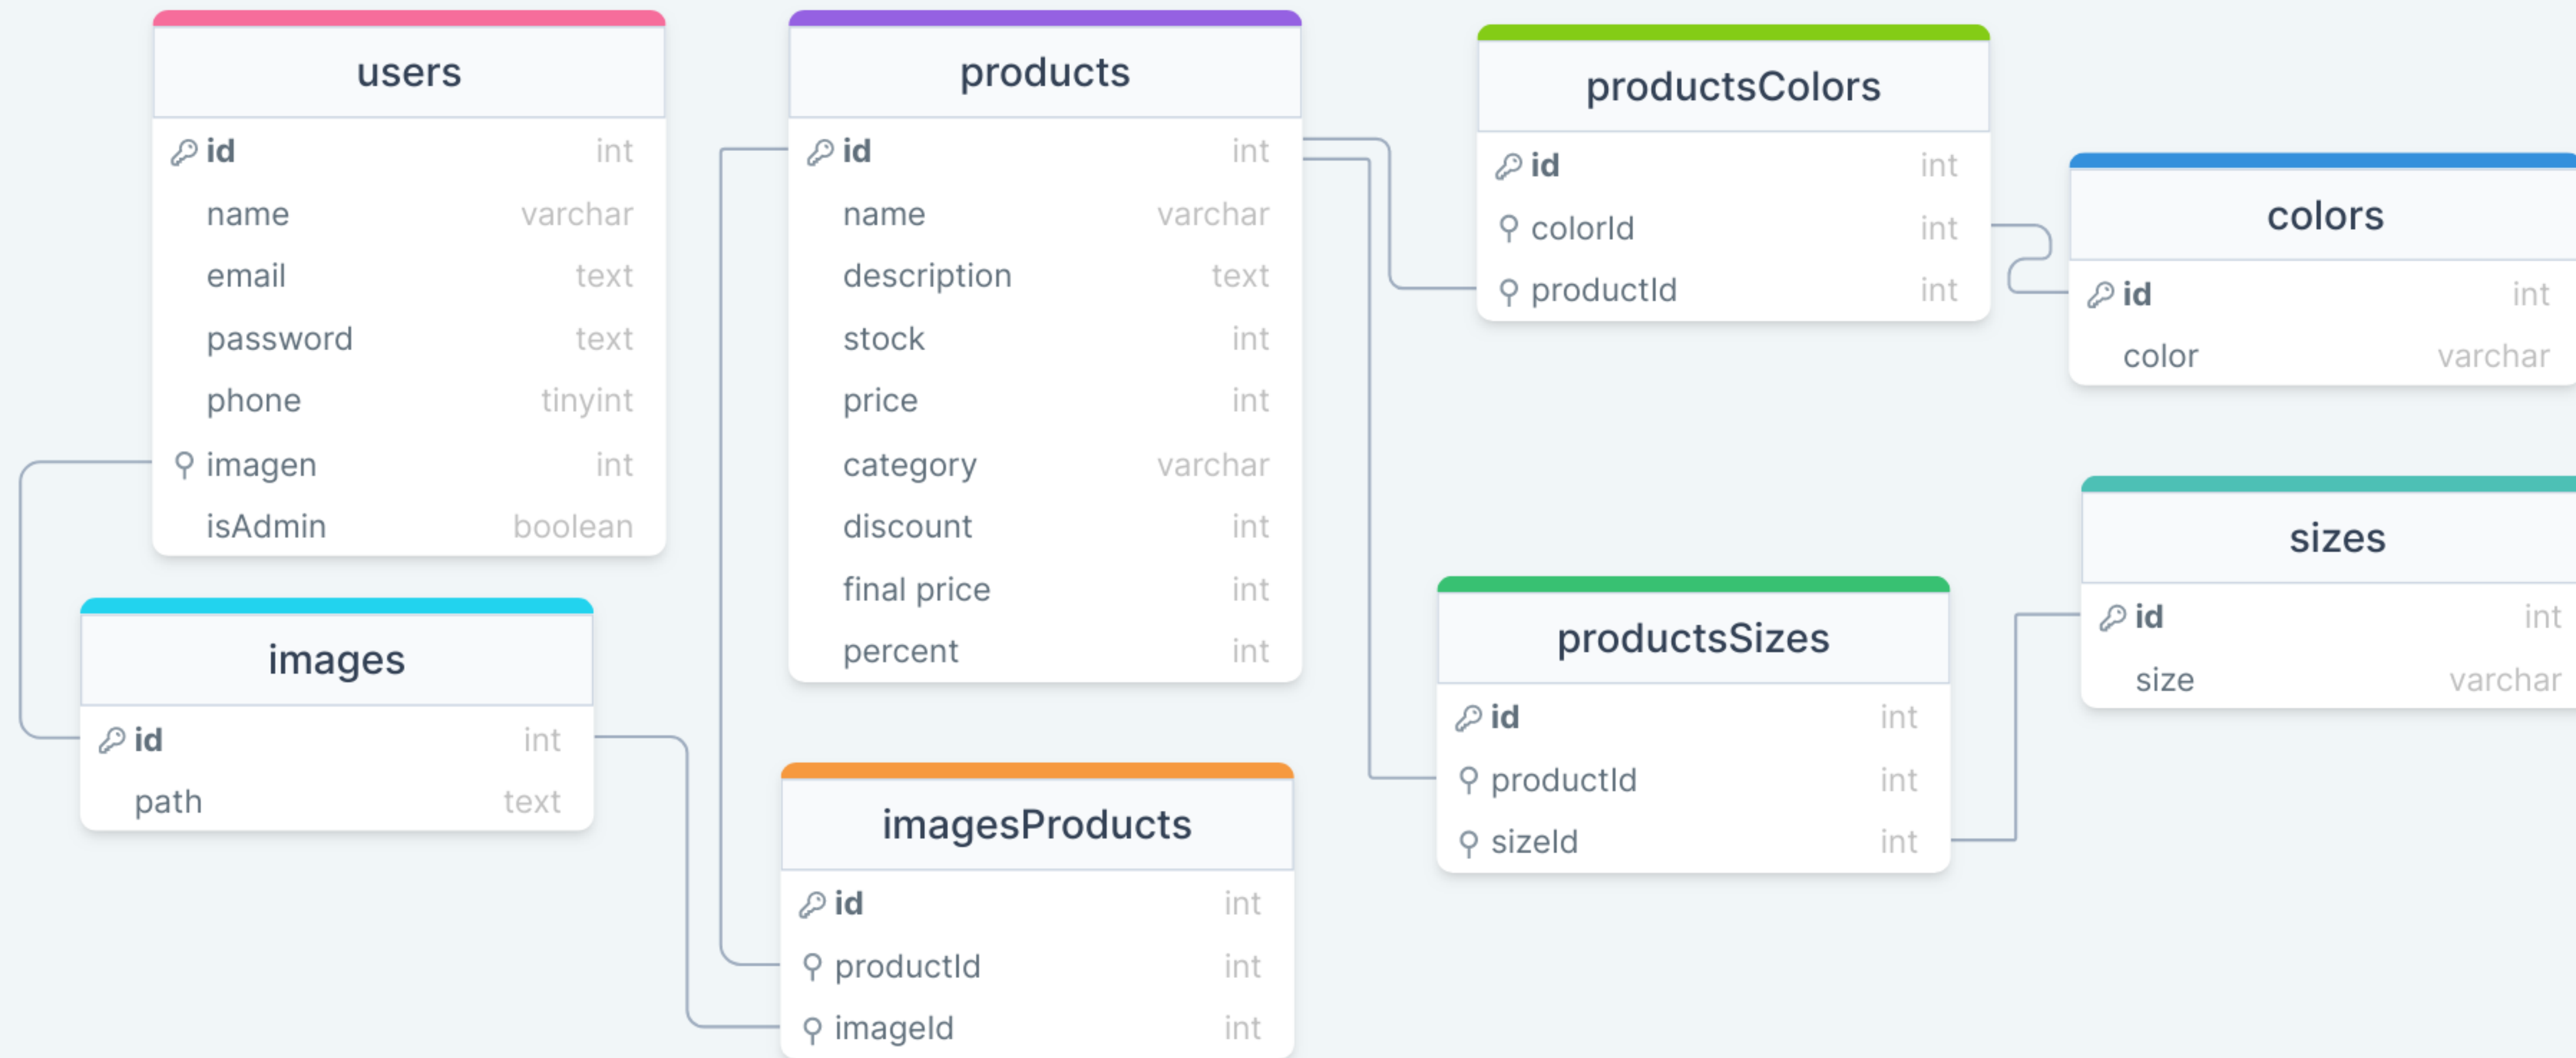 users
id int
name varchar
email text
password text
phone tinyint
imagen int
isAdmin boolean
images
id int
path text
products
id int
name varchar
description text
stock int
price int
category varchar
discount int
final price int
percent int
imagesProducts
id int
productId int
imageId int
productsColors
id int
colorId int
productId int
productsSizes
id int
productId int
sizeId int
colors
id int
color varchar
sizes
id int
size varchar